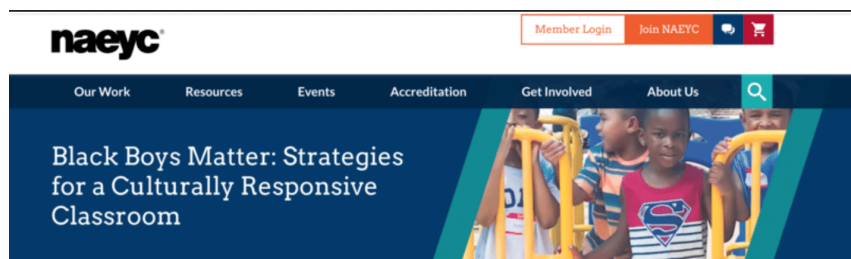 naeyc
Member Login
Join NAEYC
Our Work
Resources
Events
Accreditation
Get Involved
About Us
Black Boys Matter: Strategies
for a Culturally Responsive
Classroom